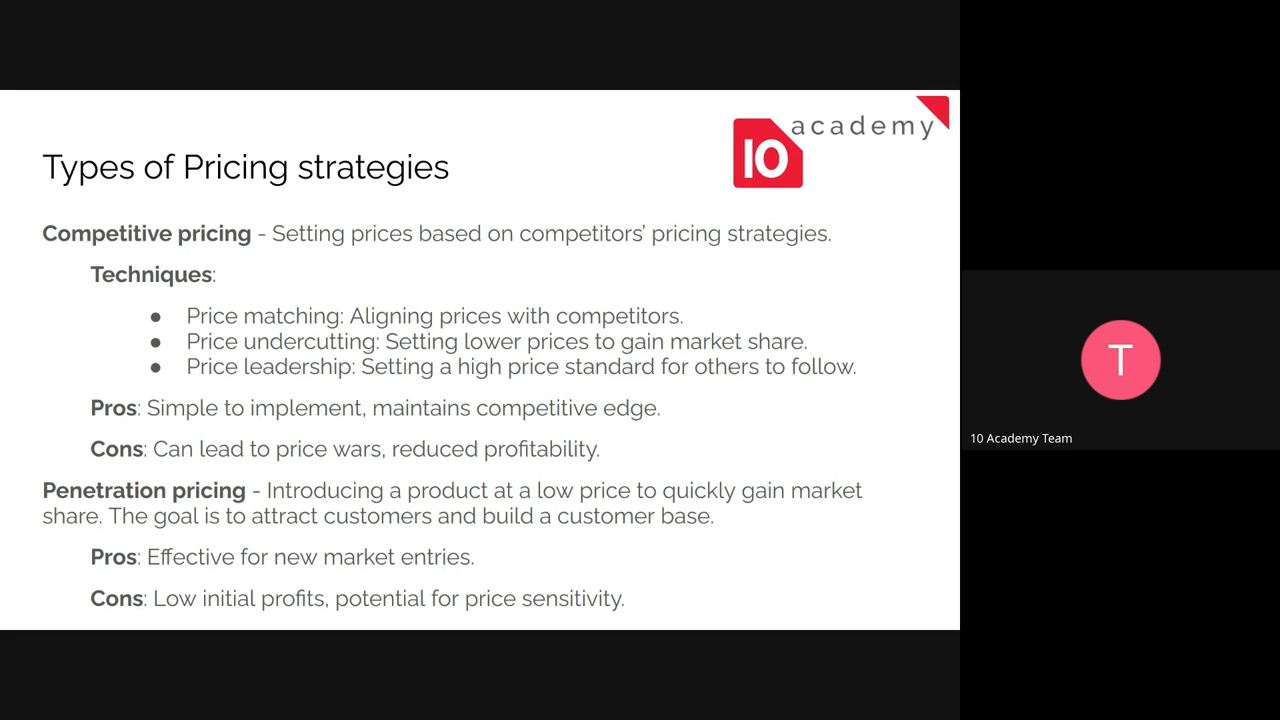 academy
10
Types of Pricing strategies
Competitive pricing - Setting prices based on competitors’ pricing strategies.
Techniques:
● Price matching: Aligning prices with competitors.
● Price undercutting: Setting lower prices to gain market share.
● Price leadership: Setting a high price standard for others to follow.
Pros: Simple to implement, maintains competitive edge.
Cons: Can lead to price wars, reduced profitability.
Penetration pricing - Introducing a product at a low price to quickly gain market
share. The goal is to attract customers and build a customer base.
Pros: Effective for new market entries.
Cons: Low initial profits, potential for price sensitivity.
T
10 Academy Team